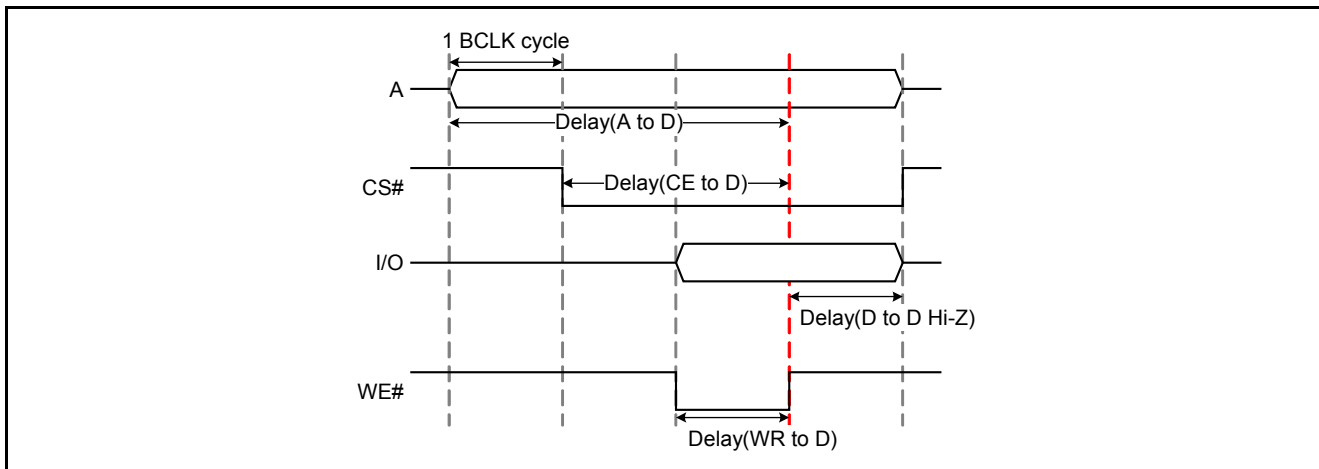 1 BCLK cycle
A
Delay(A to D)
CS#
Delay(CE to D)
I/O
Delay(D to D Hi-Z)
WE#
Delay(WR to D)